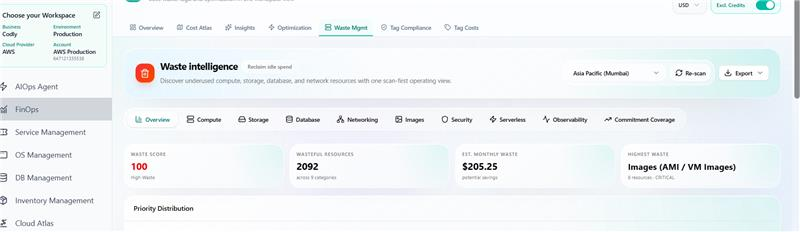 Choose your Workspace
Business
Environment
Codly
Production
Cloud Provider
Account
AWS
AWS Production
647121335538
AIOps Agent
FinOps
Service Management
OS Management
DB Management
Inventory Management
Cloud Atlas
USD
Excl. Credits
Overview
Cost Atlas
Insights
Optimization
Waste Mgmt
Tag Compliance
Tag Costs
Waste intelligence
Reclaim idle spend
Discover underused compute, storage, database, and network resources with one scan-first operating view.
Asia Pacific (Mumbai)
Re-scan
Export
Overview
Compute
Storage
Database
Networking
Images
Security
Serverless
Observability
Commitment Coverage
WASTE SCORE
100
High Waste
WASTEFUL RESOURCES
2092
across 9 categories
EST. MONTHLY WASTE
$205.25
potential savings
HIGHEST WASTE
Images (AMI / VM Images)
6 resources · CRITICAL
Priority Distribution